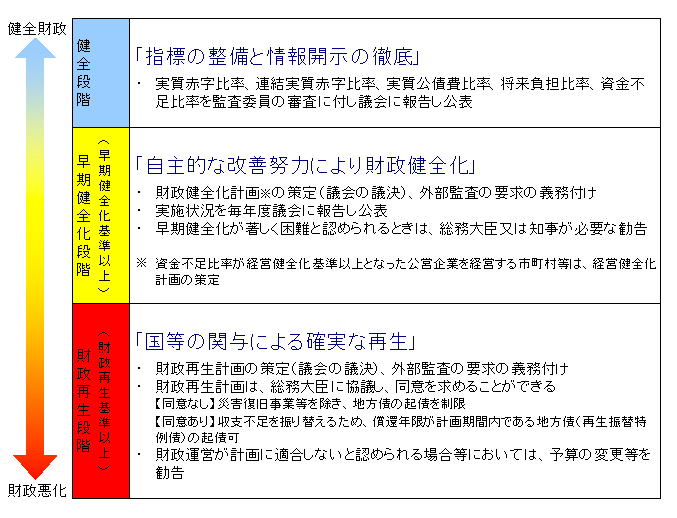 健全財政
健全段階
「指標の整備と情報開示の徹底」
・ 実質赤字比率、連結実質赤字比率、実質公債費比率、将来負担比率、資金不
足比率を監査委員の審査に付し議会に報告し公表
早期健全化段階
(早期健全化基準以上)
「自主的な改善努力により財政健全化」
・ 財政健全化計画※の策定(議会の議決)、外部監査の要求の義務付け
・ 実施状況を毎年度議会に報告し公表
・ 早期健全化が著しく困難と認められるときは、総務大臣又は知事が必要な勧告
※ 資金不足比率が経営健全化基準以上となった公営企業を経営する市町村等は、経営健全化
計画の策定
財政再生段階
(財政再生基準以上)
「国等の関与による確実な再生」
・ 財政再生計画の策定(議会の議決)、外部監査の要求の義務付け
・ 財政再生計画は、総務大臣に協議し、同意を求めることができる
【同意なし】災害復旧事業等を除き、地方債の起債を制限
【同意あり】収支不足を振り替えるため、償還年限が計画期間内である地方債(再生振替特
例債)の起債可
・ 財政運営が計画に適合しないと認められる場合等においては、予算の変更等を
勧告
財政悪化